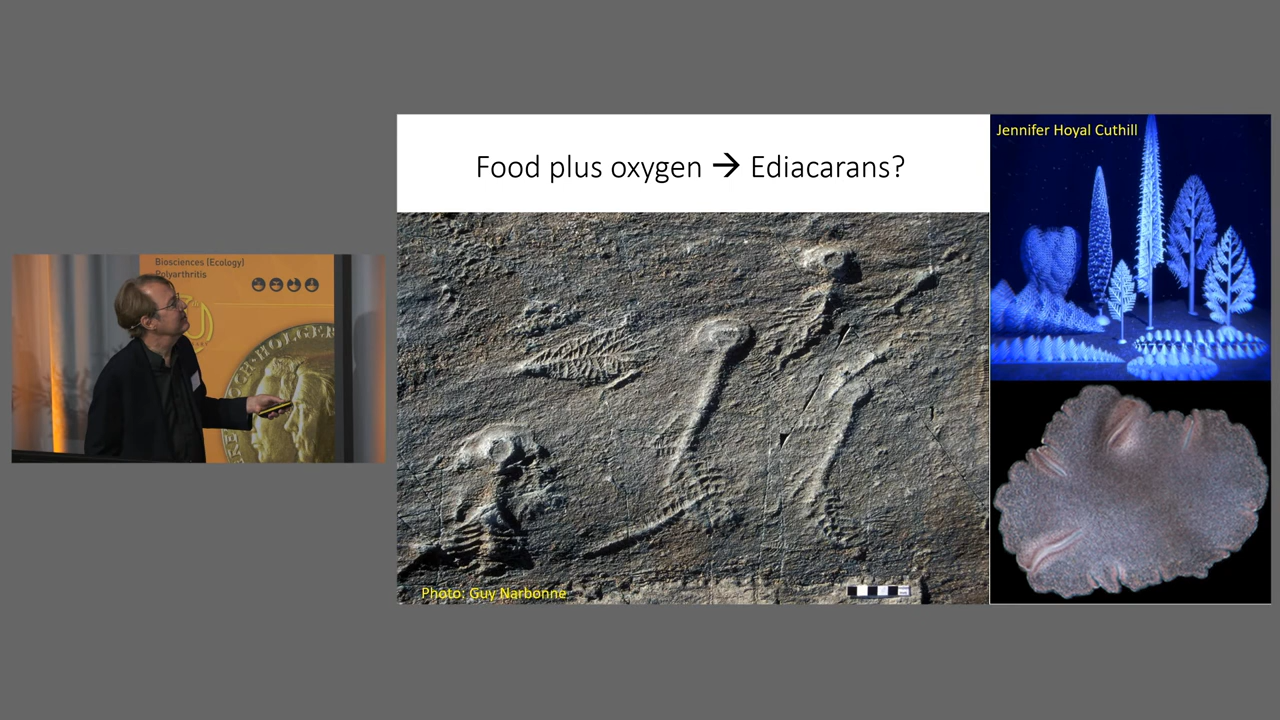 Biosciences (Ecology)
Polyarthritis
Food plus oxygen → Ediacarans?
Jennifer Hoyal Cuthill
Photo: Guy Narbonne